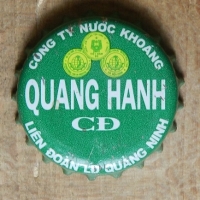 CÔNG TY NƯỚC KHOÁNG
QUANG HANH
CĐ
LIÊN ĐOÀN LĐ QUẢNG NINH